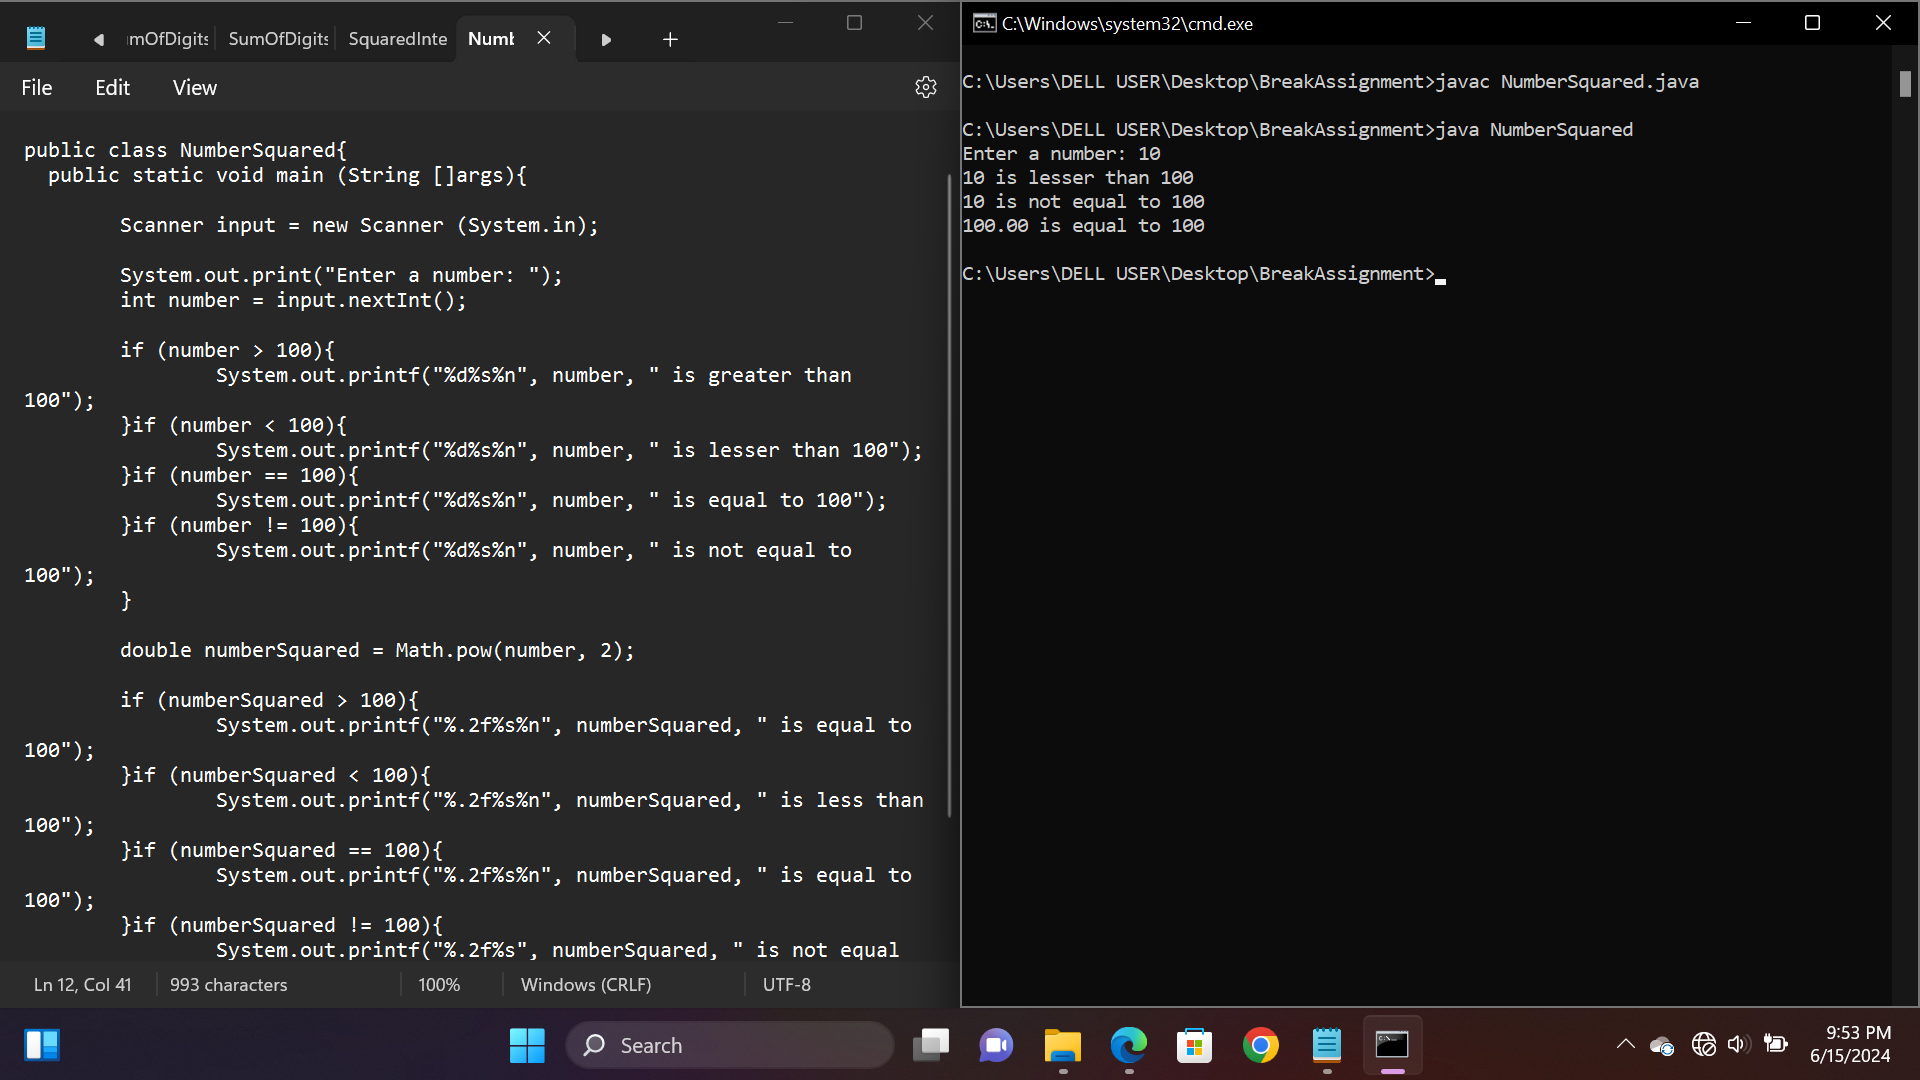 mOfDigits SumOfDigits SquaredInte Numb
File Edit View
public class NumberSquared{
public static void main (String []args){
Scanner input = new Scanner (System.in);
System.out.print("Enter a number: ");
int number = input.nextInt();
if (number > 100){
System.out.printf("%d%s%n", number, " is greater than
100");
}if (number < 100){
System.out.printf("%d%s%n", number, " is lesser than 100");
}if (number == 100){
System.out.printf("%d%s%n", number, " is equal to 100");
}if (number != 100){
System.out.printf("%d%s%n", number, " is not equal to
100");
}
double numberSquared = Math.pow(number, 2);
if (numberSquared > 100){
System.out.printf("%.2f%s%n", numberSquared, " is equal to
100");
}if (numberSquared < 100){
System.out.printf("%.2f%s%n", numberSquared, " is less than
100");
}if (numberSquared == 100){
System.out.printf("%.2f%s%n", numberSquared, " is equal to
100");
}if (numberSquared != 100){
System.out.printf("%.2f%s", numberSquared, " is not equal
Ln 12, Col 41 993 characters 100% Windows (CRLF) UTF-8
C:\Windows\system32\cmd.exe
C:\Users\DELL USER\Desktop\BreakAssignment>javac NumberSquared.java
C:\Users\DELL USER\Desktop\BreakAssignment>java NumberSquared
Enter a number: 10
10 is lesser than 100
10 is not equal to 100
100.00 is equal to 100
C:\Users\DELL USER\Desktop\BreakAssignment>
Search
9:53 PM
6/15/2024